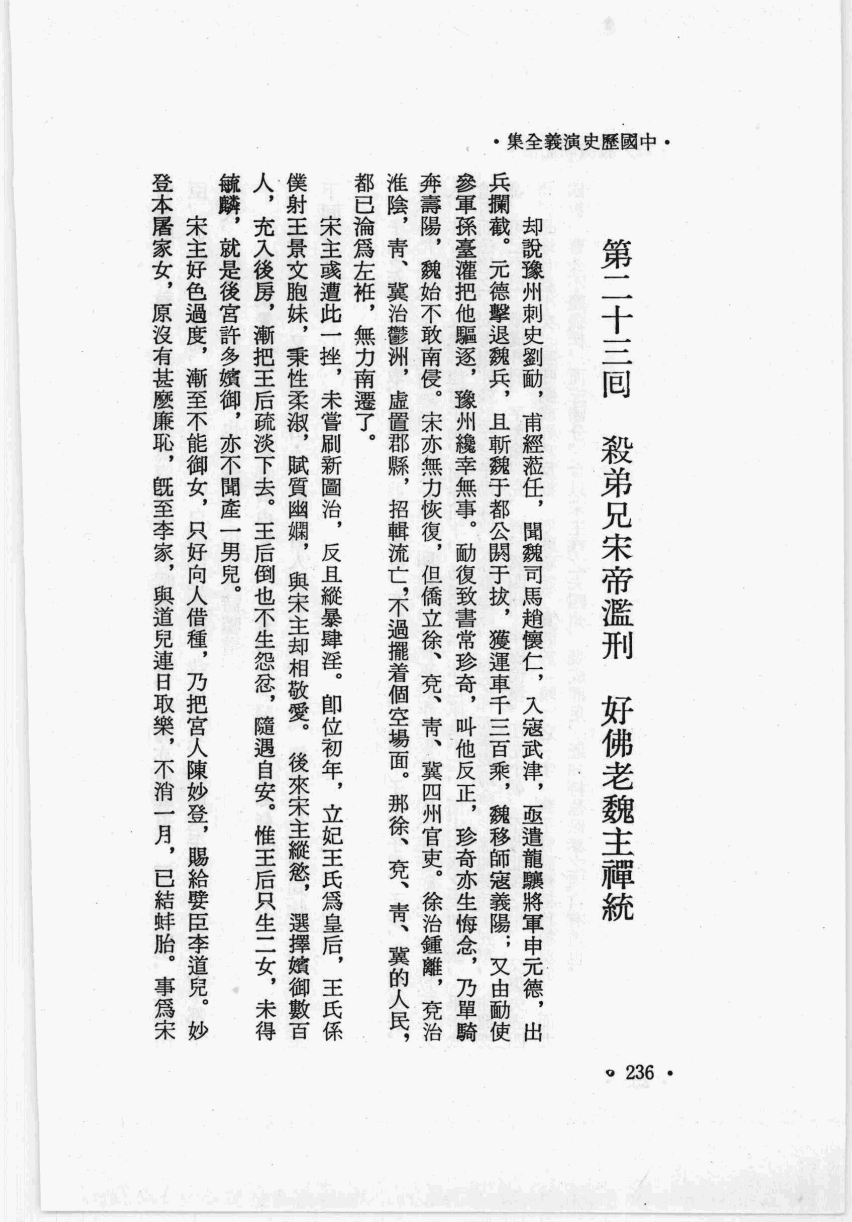 •中國歷史演義全集•
第二十三回　殺弟兄宋帝濫刑　好佛老魏主禪統
却說豫州刺史劉勔，甫經蒞任，聞魏司馬趙懷仁，入寇武津，亟遣龍驤將軍申元德，出
兵攔截。元德擊退魏兵，且斬魏于都公閼于拔，獲運車千三百乘，魏移師寇義陽；又由勔使
參軍孫臺灌把他驅逐，豫州纔幸無事。勔復致書常珍奇，叫他反正，珍奇亦生悔念，乃單騎
奔壽陽，魏始不敢南侵。宋亦無力恢復，但僑立徐、兗、靑、冀四州官吏。徐治鍾離，兗治
淮陰，靑、冀治鬱洲，虛置郡縣，招輯流亡，不過擺着個空場面。那徐、兗、靑、冀的人民，
都已淪爲左袵，無力南遷了。
宋主彧遭此一挫，未嘗刷新圖治，反且縱暴肆淫。卽位初年，立妃王氏爲皇后，王氏係
僕射王景文胞妹，秉性柔淑，賦質幽嫻，與宋主却相敬愛。後來宋主縱慾，選擇嬪御數百
人，充入後房，漸把王后疏淡下去。王后倒也不生怨忿，隨遇自安。惟王后只生二女，未得
毓麟，就是後宮許多嬪御，亦不聞產一男兒。
宋主好色過度，漸至不能御女，只好向人借種，乃把宮人陳妙登，賜給嬖臣李道兒。妙
登本屠家女，原沒有甚麽廉恥，旣至李家，與道兒連日取樂，不消一月，已結蚌胎。事爲宋
•236•